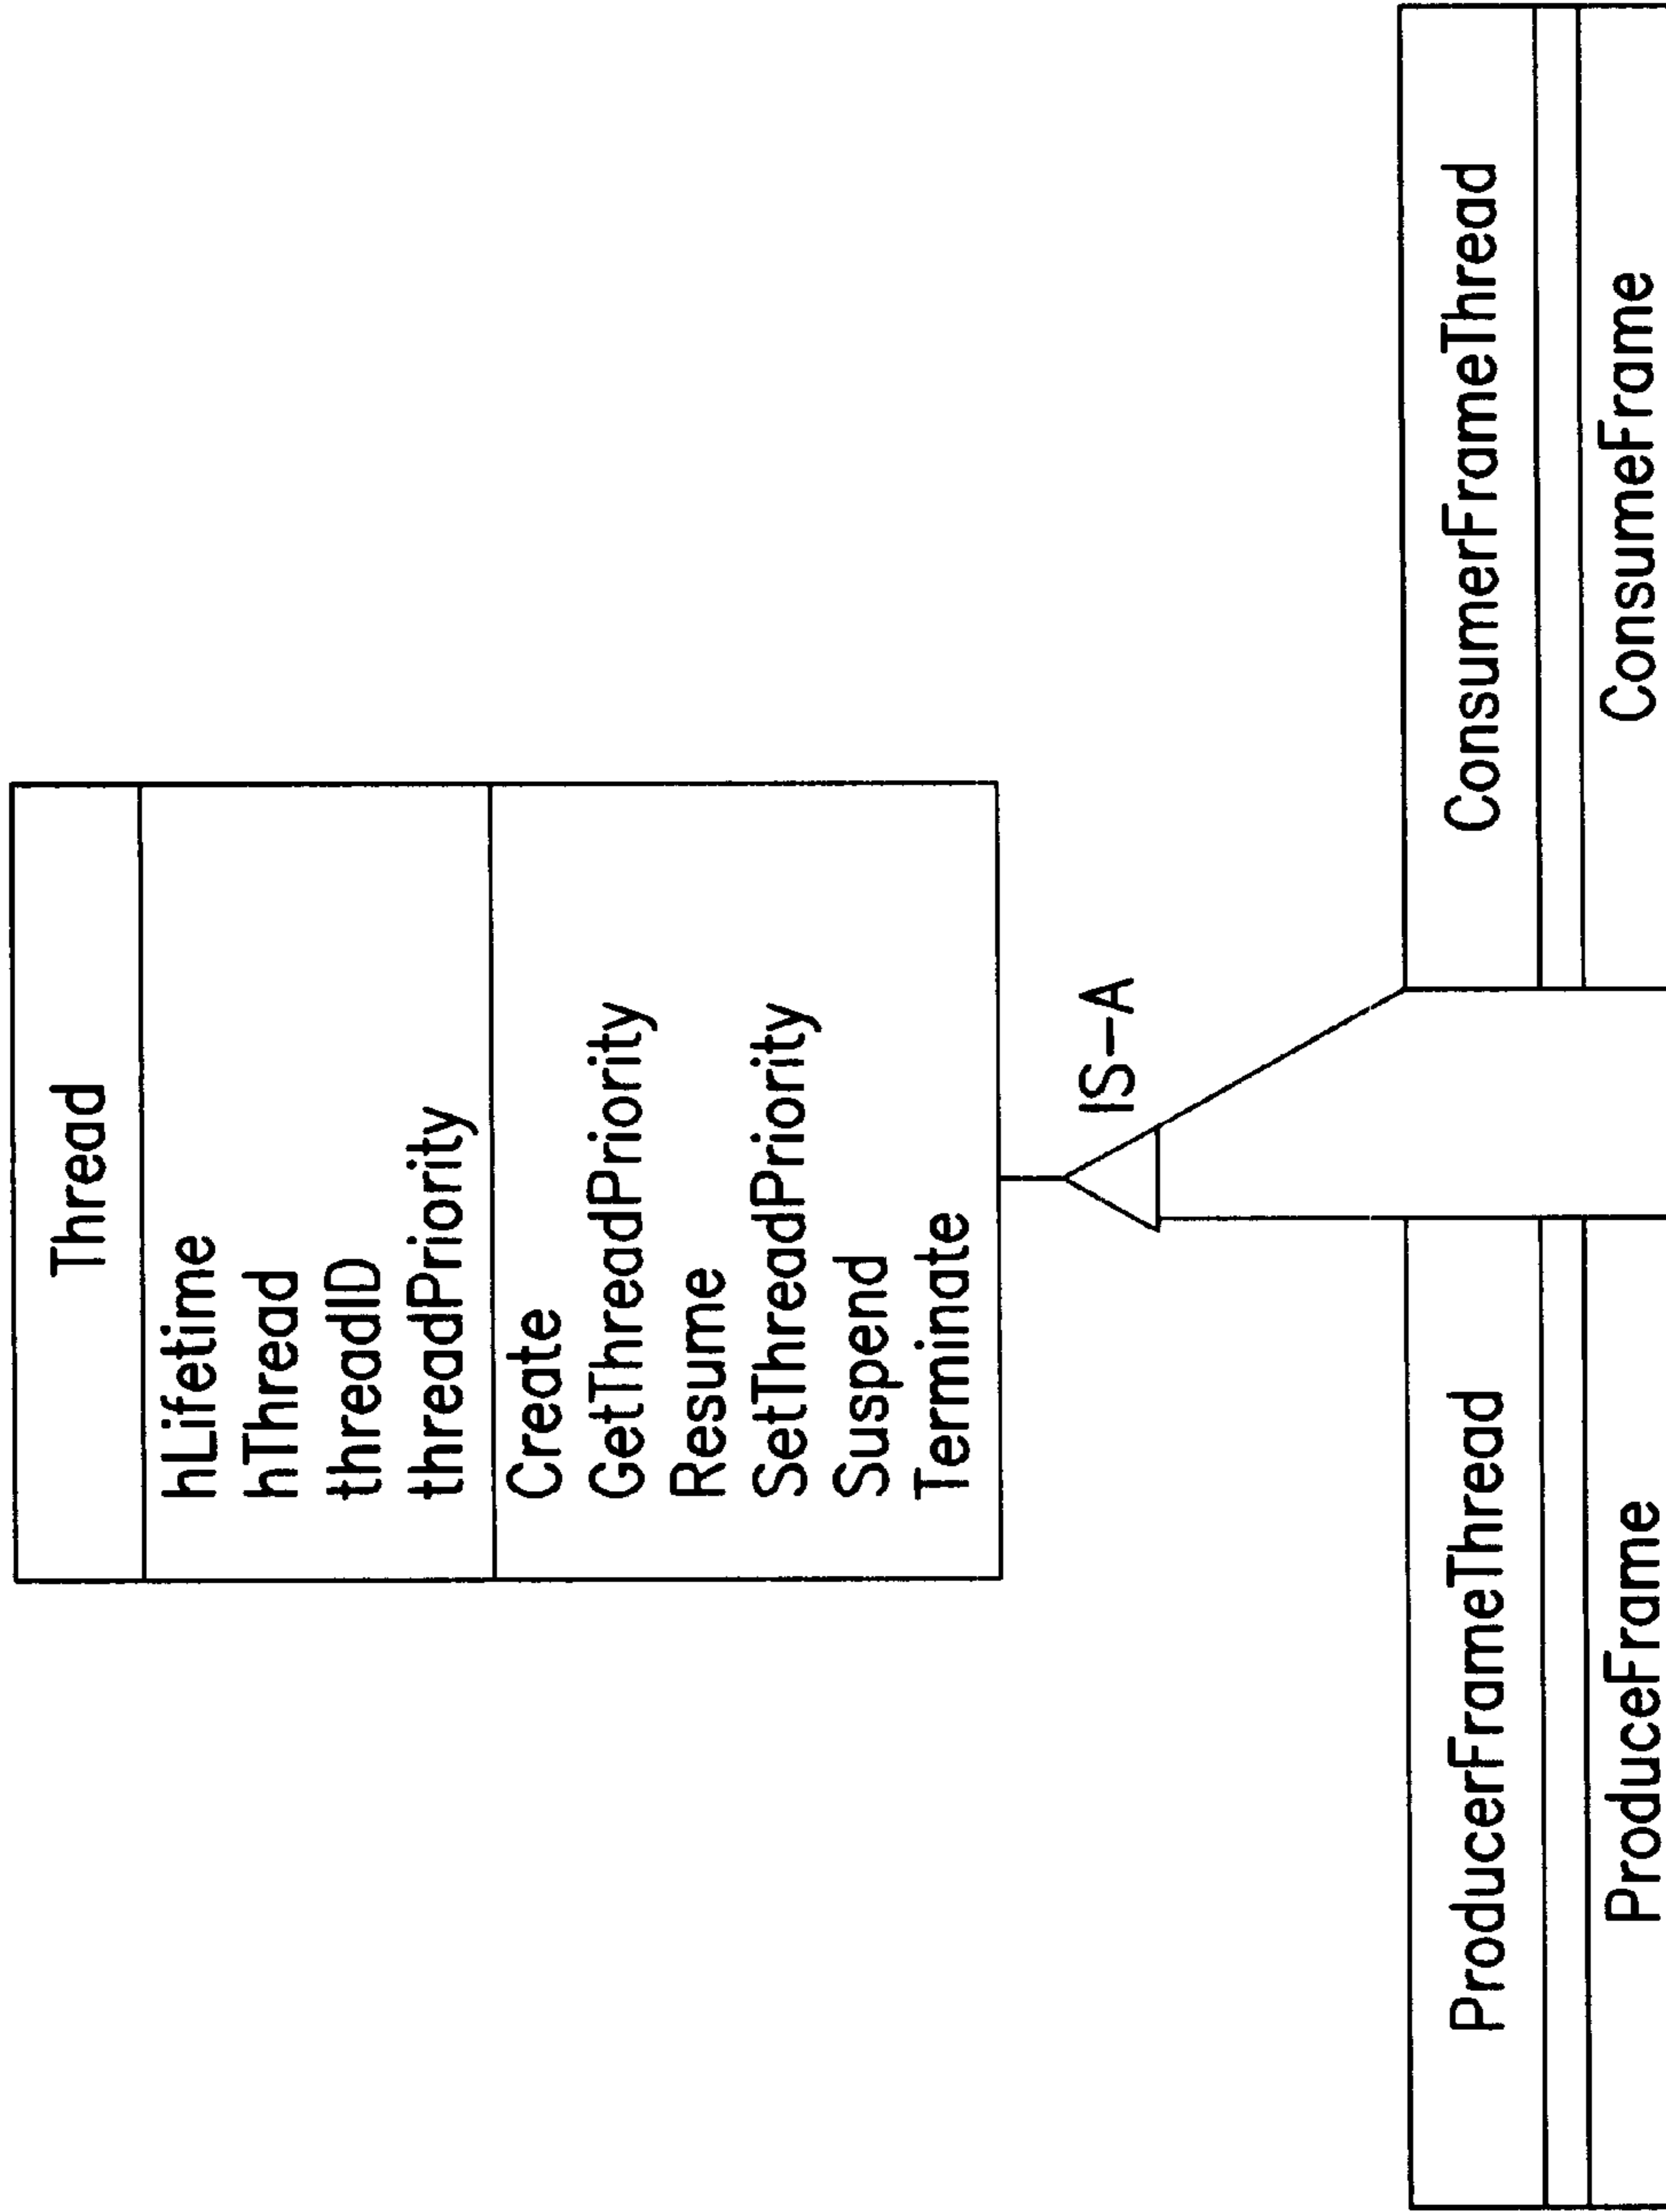 Thread
hLifetime
hThread
threadID
threadPriority
Create
GetThreadPriority
Resume
SetThreadPriority
Suspend
Terminate
IS-A
ProducerFrameThread
ProduceFrame
ConsumerFrameThread
ConsumeFrame